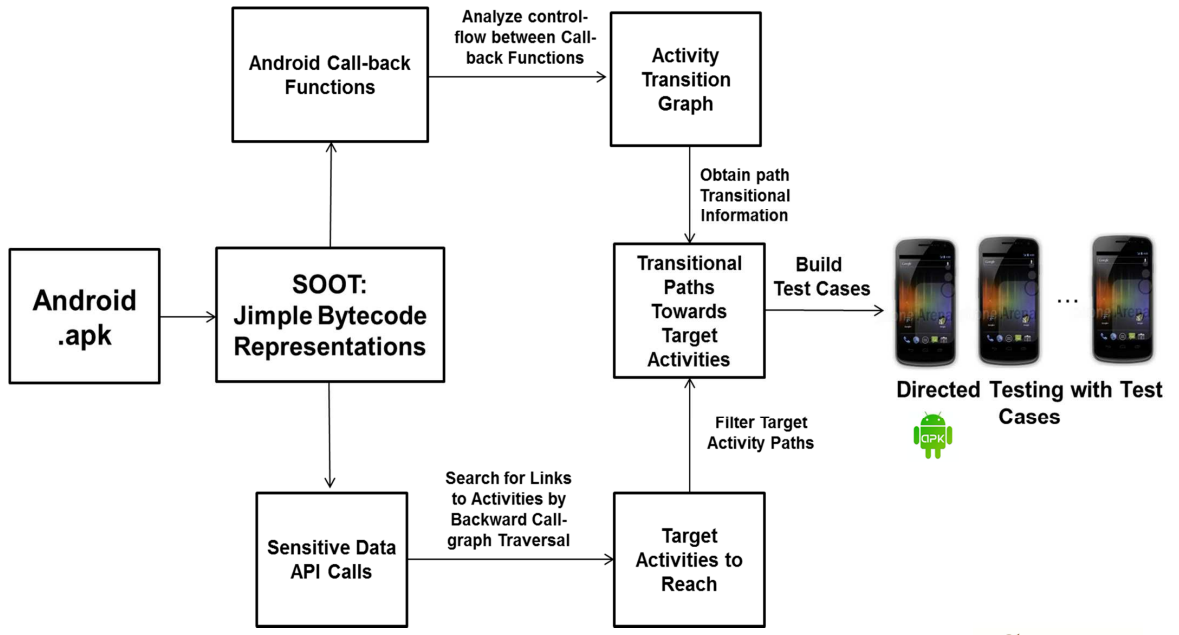 Android Call-back
Functions
Analyze control-
flow between Call-
back Functions
Activity
Transition
Graph
Obtain path
Transitional
Information
Android
.apk
SOOT:
Jimple Bytecode
Representations
Transitional
Paths
Towards
Target
Activities
Build
Test Cases
...
Directed Testing with Test
Cases
apk
Filter Target
Activity Paths
Search for Links
to Activities by
Backward Call-
graph Traversal
Sensitive Data
API Calls
Target
Activities to
Reach